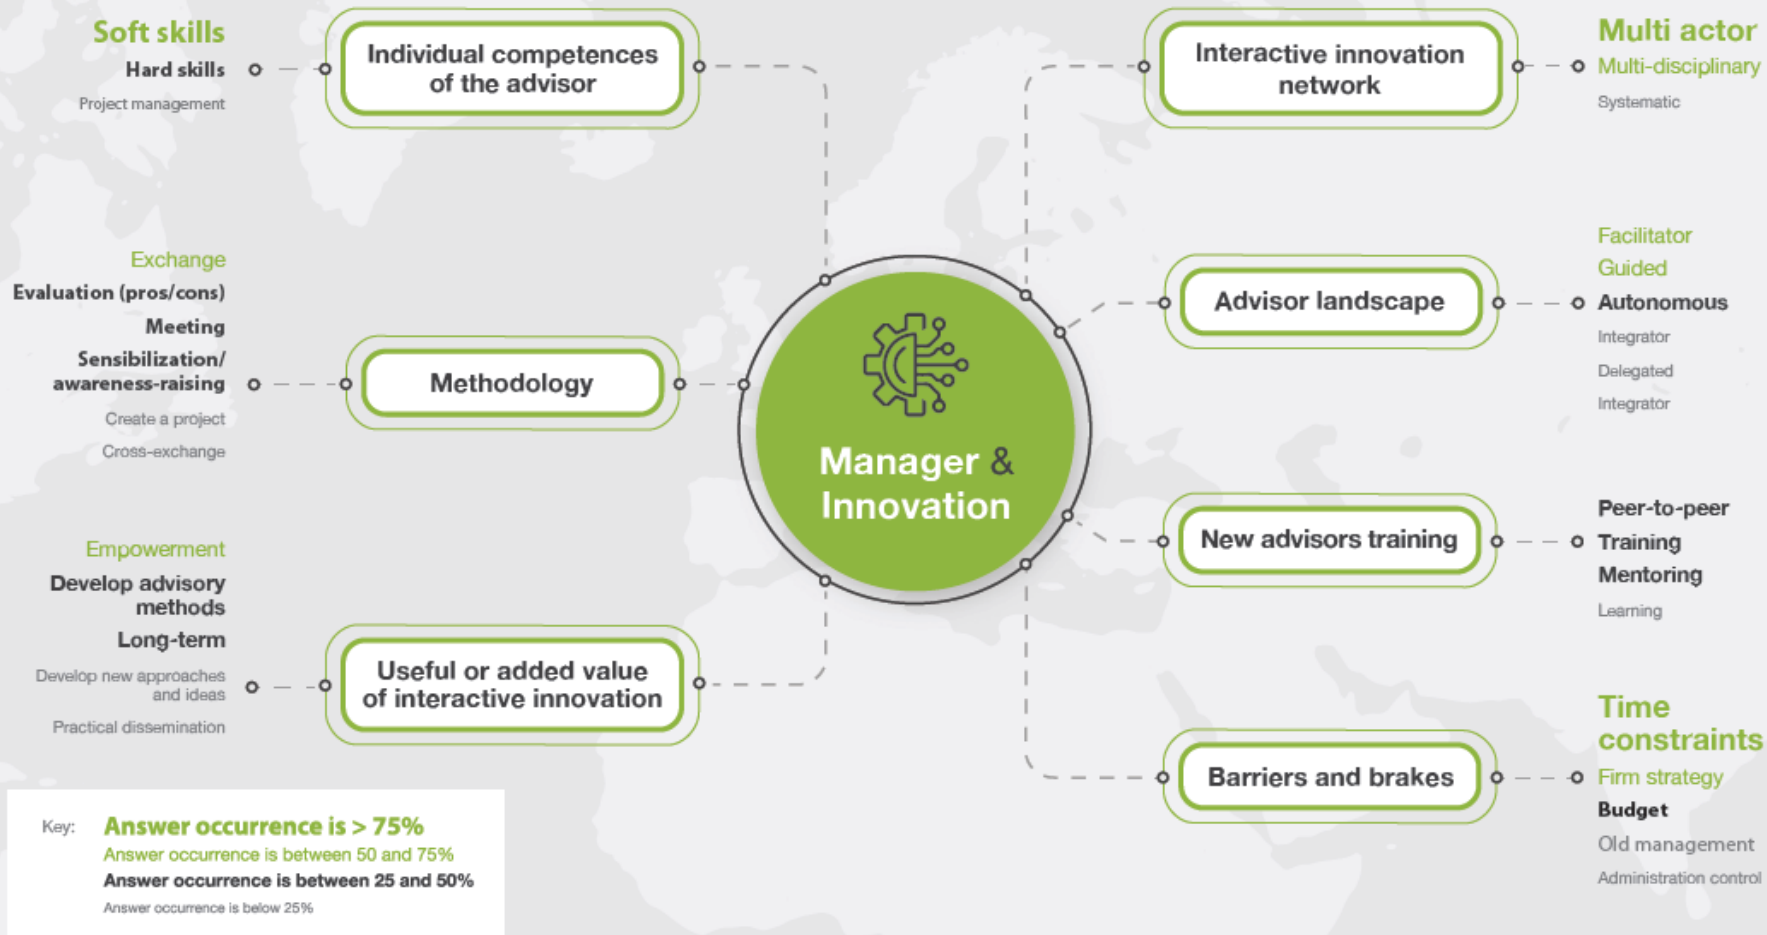 Soft skills
Hard skills
Project management
Individual competences
of the advisor
Exchange
Evaluation (pros/cons)
Meeting
Sensibilization/
awareness-raising
Create a project
Cross-exchange
Methodology
Empowerment
Develop advisory
methods
Long-term
Develop new approaches
and ideas
Practical dissemination
Useful or added value
of interactive innovation
Manager &
Innovation
Interactive innovation
network
Multi actor
Multi-disciplinary
Systematic
Advisor landscape
Facilitator
Guided
Autonomous
Integrator
Delegated
Integrator
New advisors training
Peer-to-peer
Training
Mentoring
Learning
Barriers and brakes
Time
constraints
Firm strategy
Budget
Old management
Administration control
Key:
Answer occurrence is > 75%
Answer occurrence is between 50 and 75%
Answer occurrence is between 25 and 50%
Answer occurrence is below 25%